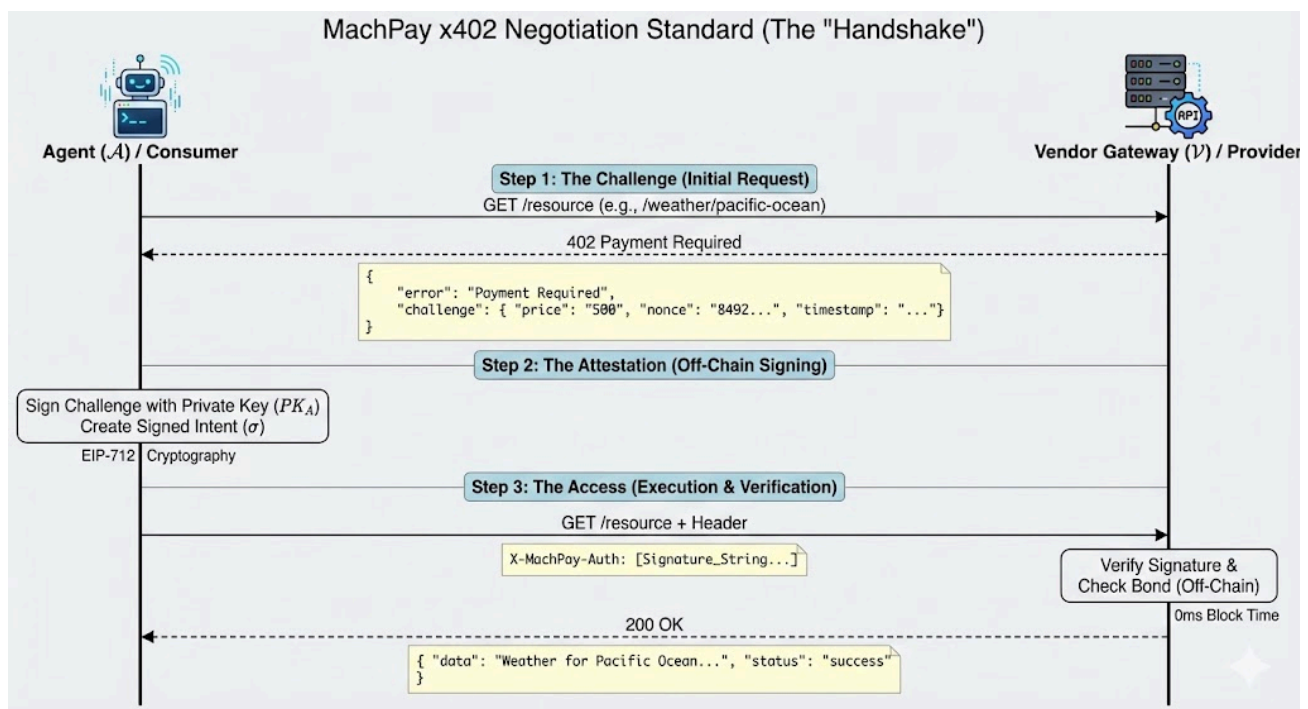 MachPay x402 Negotiation Standard (The "Handshake")
>_
API
Agent (𝒜) / Consumer
Vendor Gateway (𝒱) / Provider
Step 1: The Challenge (Initial Request)
GET /resource (e.g., /weather/pacific-ocean)
402 Payment Required
{
"error": "Payment Required",
"challenge": { "price": "500", "nonce": "8492...", "timestamp": "..."}
}
Step 2: The Attestation (Off-Chain Signing)
Sign Challenge with Private Key (PK_A)
Create Signed Intent (σ)
EIP-712 Cryptography
Step 3: The Access (Execution & Verification)
GET /resource + Header
X-MachPay-Auth: [Signature_String...]
Verify Signature &
Check Bond (Off-Chain)
0ms Block Time
200 OK
{ "data": "Weather for Pacific Ocean...", "status": "success"
}